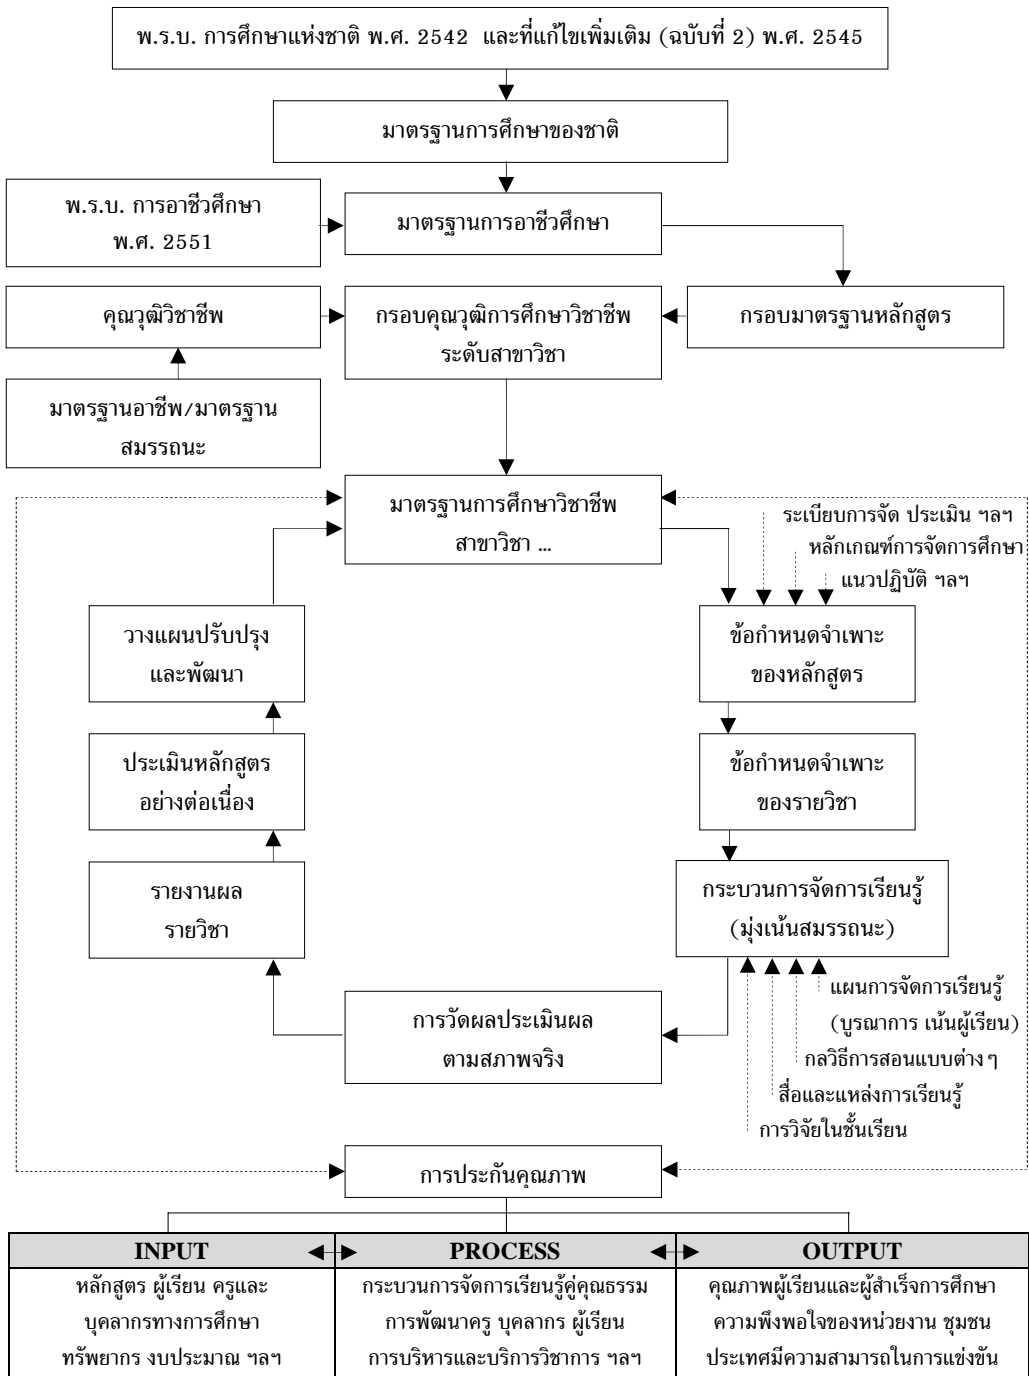 พ.ร.บ. การศึกษาแห่งชาติ พ.ศ. 2542 และที่แก้ไขเพิ่มเติม (ฉบับที่ 2) พ.ศ. 2545
มาตรฐานการศึกษาของชาติ
พ.ร.บ. การอาชีวศึกษา
พ.ศ. 2551
มาตรฐานการอาชีวศึกษา
คุณวุฒิวิชาชีพ
กรอบคุณวุฒิการศึกษาวิชาชีพ
ระดับสาขาวิชา
กรอบมาตรฐานหลักสูตร
มาตรฐานอาชีพ/มาตรฐาน
สมรรถนะ
มาตรฐานการศึกษาวิชาชีพ
สาขาวิชา ...
ระเบียบการจัด ประเมิน ฯลฯ
หลักเกณฑ์การจัดการศึกษา
แนวปฏิบัติ ฯลฯ
วางแผนปรับปรุง
และพัฒนา
ข้อกำหนดจำเพาะ
ของหลักสูตร
ประเมินหลักสูตร
อย่างต่อเนื่อง
ข้อกำหนดจำเพาะ
ของรายวิชา
รายงานผล
รายวิชา
กระบวนการจัดการเรียนรู้
(มุ่งเน้นสมรรถนะ)
การวัดผลประเมินผล
ตามสภาพจริง
แผนการจัดการเรียนรู้
(บูรณาการ เน้นผู้เรียน)
กลวิธีการสอนแบบต่างๆ
สื่อและแหล่งการเรียนรู้
การวิจัยในชั้นเรียน
การประกันคุณภาพ
INPUT PROCESS OUTPUT
หลักสูตร ผู้เรียน ครูและ
บุคลากรทางการศึกษา
ทรัพยากร งบประมาณ ฯลฯ
กระบวนการจัดการเรียนรู้คู่คุณธรรม
การพัฒนาครู บุคลากร ผู้เรียน
การบริหารและบริการวิชาการ ฯลฯ
คุณภาพผู้เรียนและผู้สำเร็จการศึกษา
ความพึงพอใจของหน่วยงาน ชุมชน
ประเทศมีความสามารถในการแข่งขัน